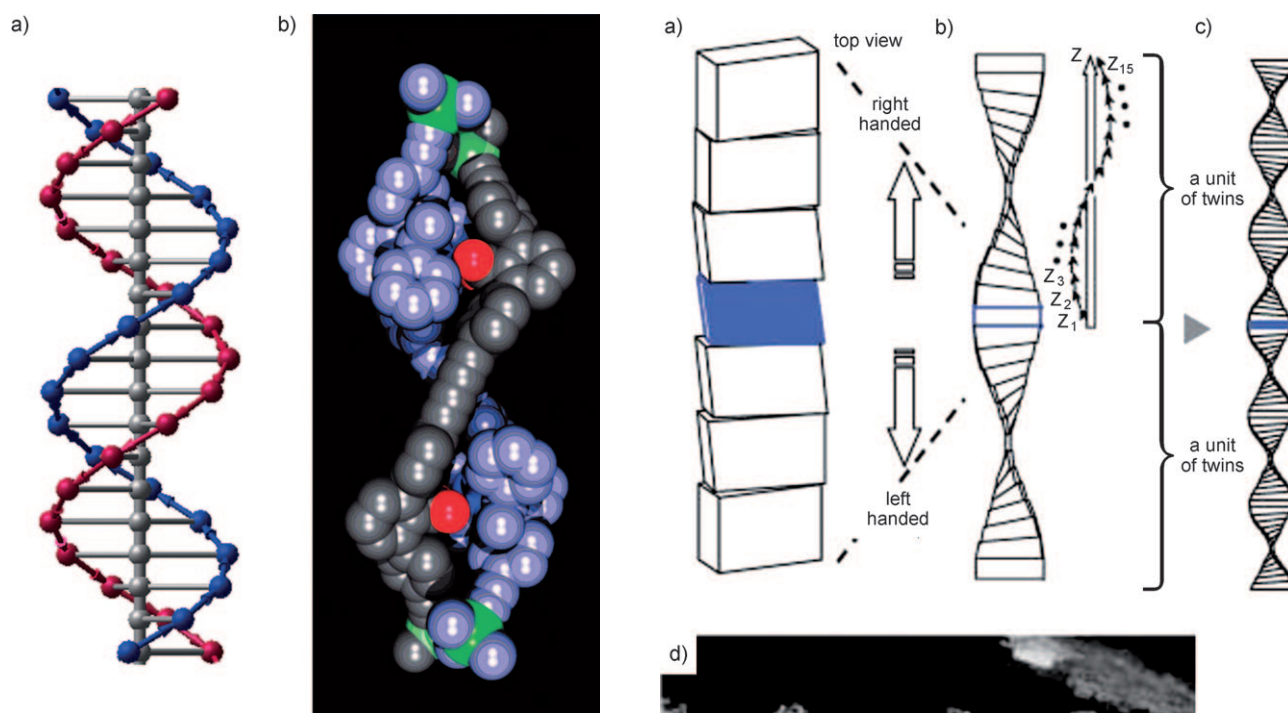 a)
b)
a)
top view
right
handed
left
handed
b)
Z
Z15
Z3
Z2
Z1
a unit
of twins
a unit
of twins
c)
d)